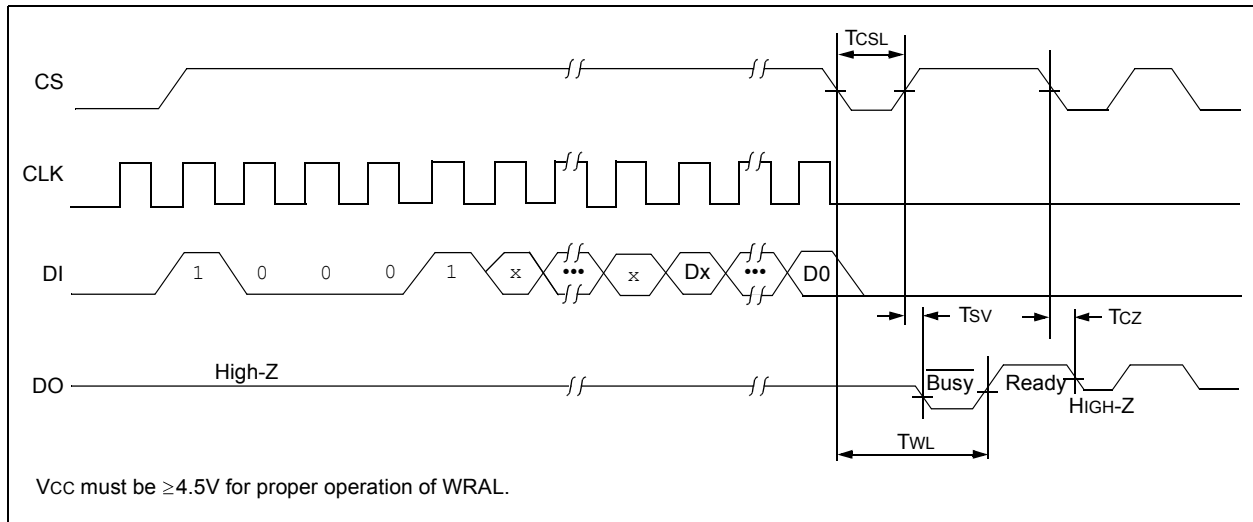 TCSL
CS
CLK
DI 1 0 0 0 1 x ••• x Dx ••• D0
TSV TCZ
DO High-Z Busy Ready
HIGH-Z
TWL
VCC must be ≥4.5V for proper operation of WRAL.